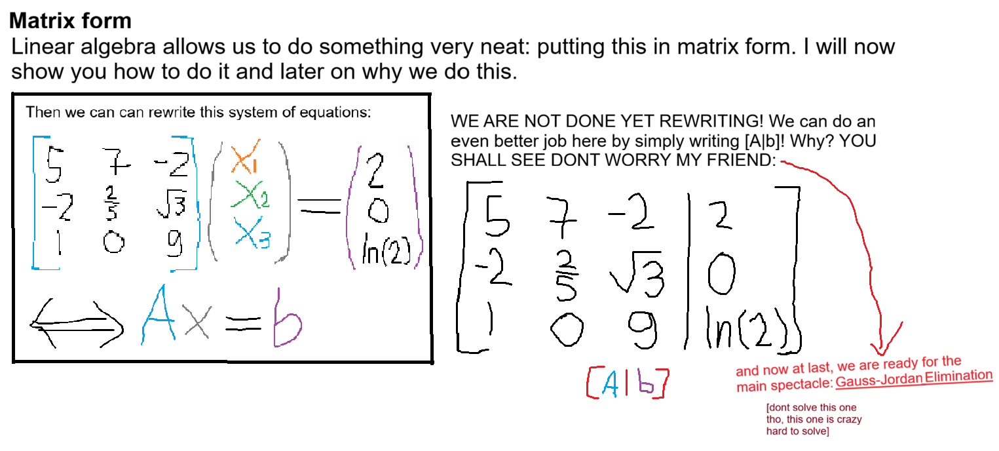 Matrix form
Linear algebra allows us to do something very neat: putting this in matrix form. I will now
show you how to do it and later on why we do this.
Then we can can rewrite this system of equations:
5 7 -2 x₁ 2
-2 2/5 √3 x₂ = 0
1 0 9 x₃ ln(2)
⟺ Ax = b
WE ARE NOT DONE YET REWRITING! We can do an
even better job here by simply writing [A|b]! Why? YOU
SHALL SEE DONT WORRY MY FRIEND:
5 7 -2 | 2
-2 2/5 √3 | 0
1 0 9 | ln(2)
[A|b]
and now at last, we are ready for the
main spectacle: Gauss-Jordan Elimination
[dont solve this one
tho, this one is crazy
hard to solve]